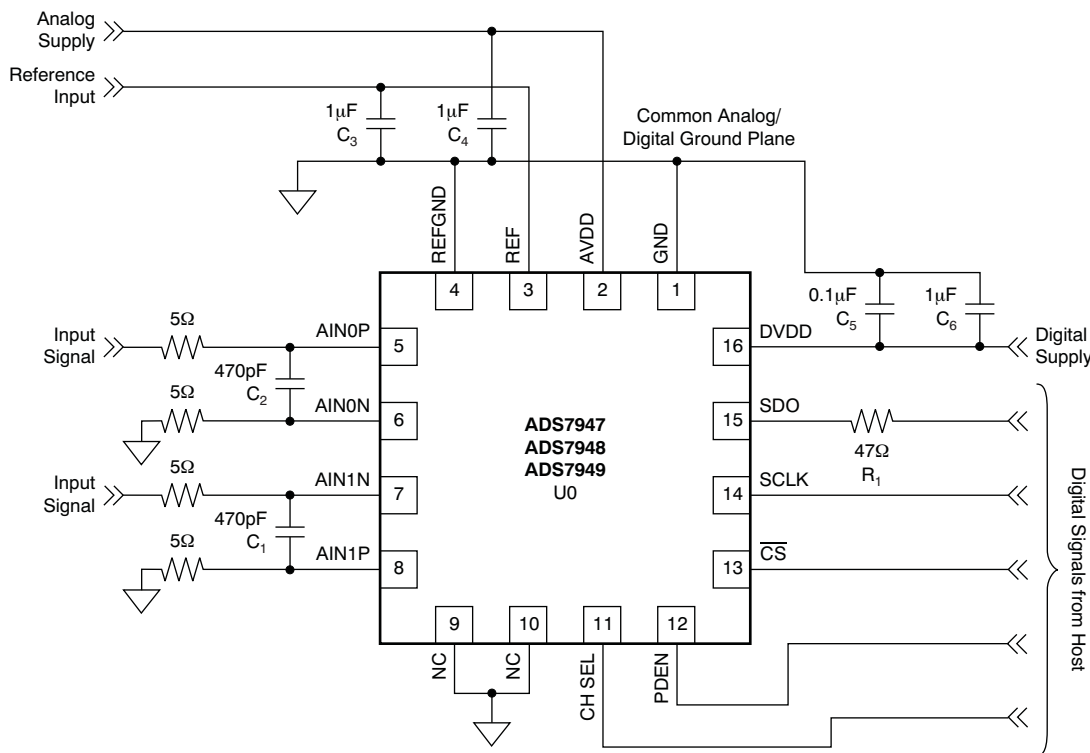 Analog
Supply
Reference
Input
1µF
C3
1µF
C4
Common Analog/
Digital Ground Plane
REFGND
REF
AVDD
GND
4
3
2
1
0.1µF
C5
1µF
C6
Input
Signal
5Ω
AIN0P
5
470pF
C2
5Ω
AIN0N
6
Input
Signal
5Ω
AIN1N
7
470pF
C1
5Ω
AIN1P
8
ADS7947
ADS7948
ADS7949
U0
16
DVDD
Digital
Supply
15
SDO
47Ω
R1
14
SCLK
13
CS
9
10
11
12
NC
NC
CH SEL
PDEN
Digital Signals from Host